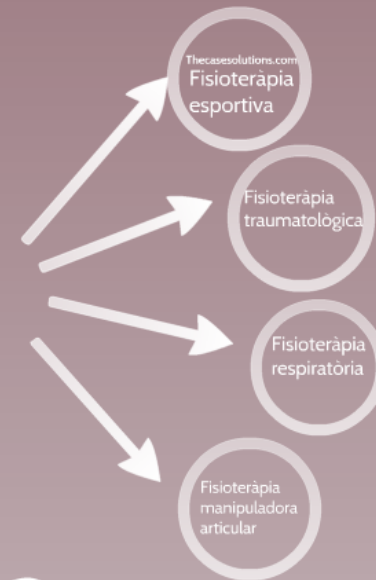 Thecasesolutions.com
Fisioteràpia
esportiva
Fisioteràpia
traumatològica
Fisioteràpia
respiratòria
Fisioteràpia
manipuladora
articular